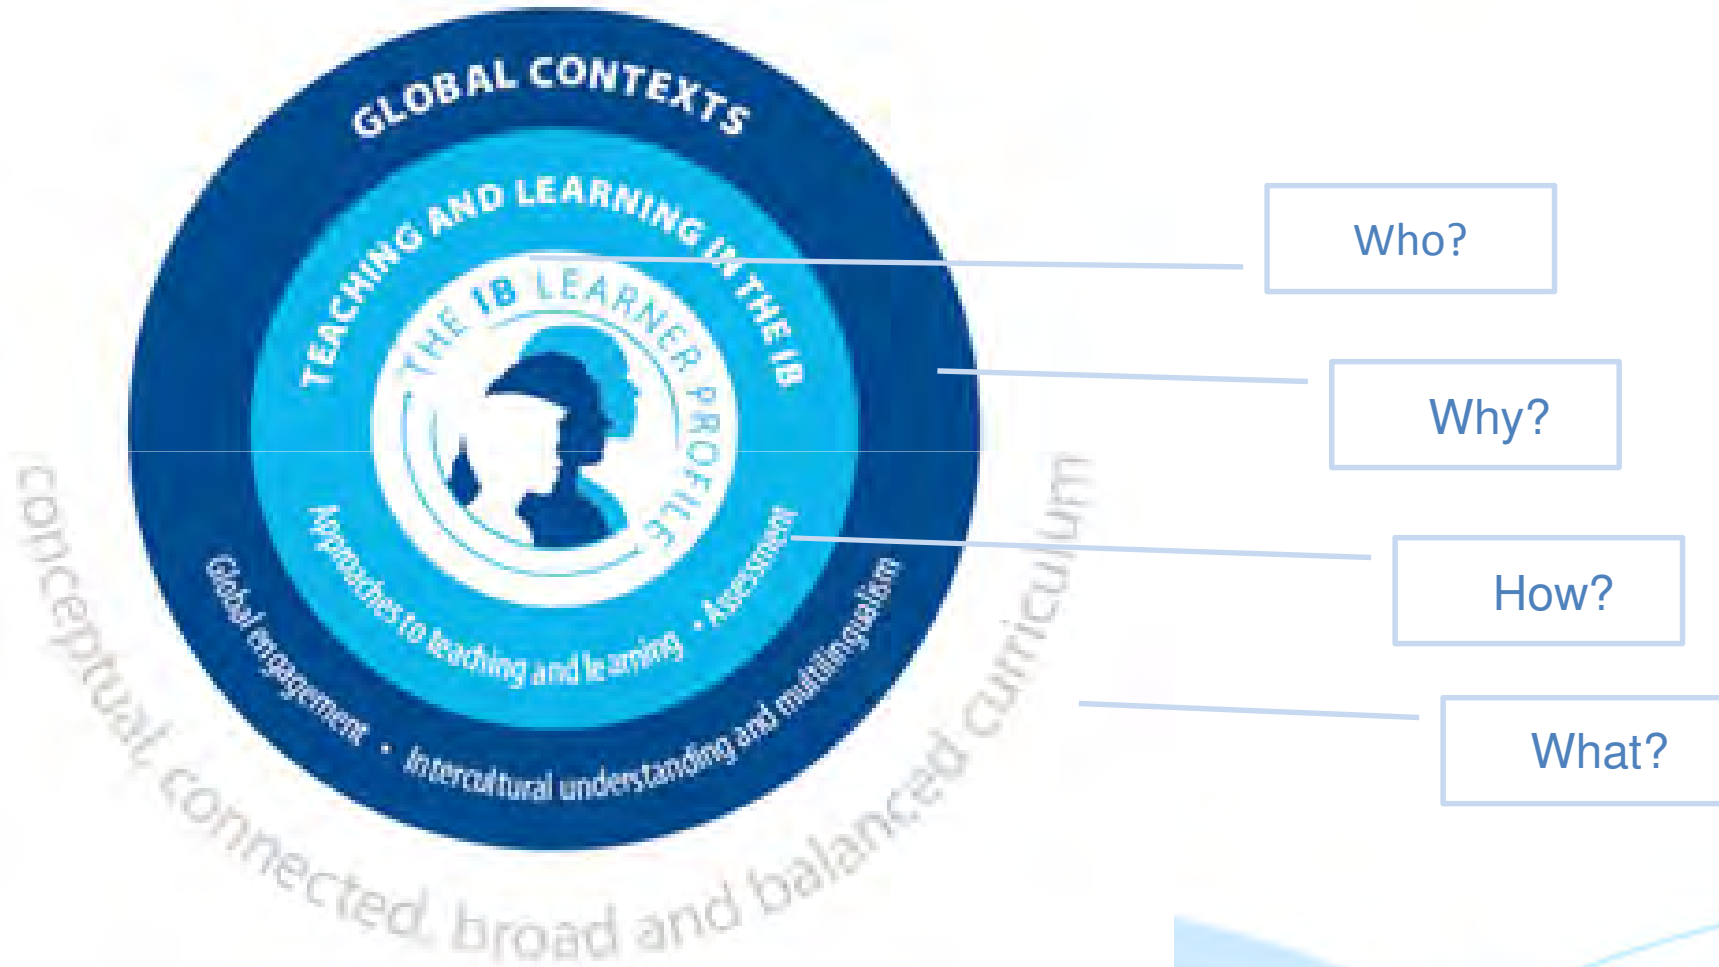 GLOBAL CONTEXTS
TEACHING AND LEARNING IN THE IB
THE IB LEARNER PROFILE
Approaches to teaching and learning • Assessment
Global engagement • Intercultural understanding and multilingualism
conceptual, connected, broad and balanced curriculum
Who?
Why?
How?
What?